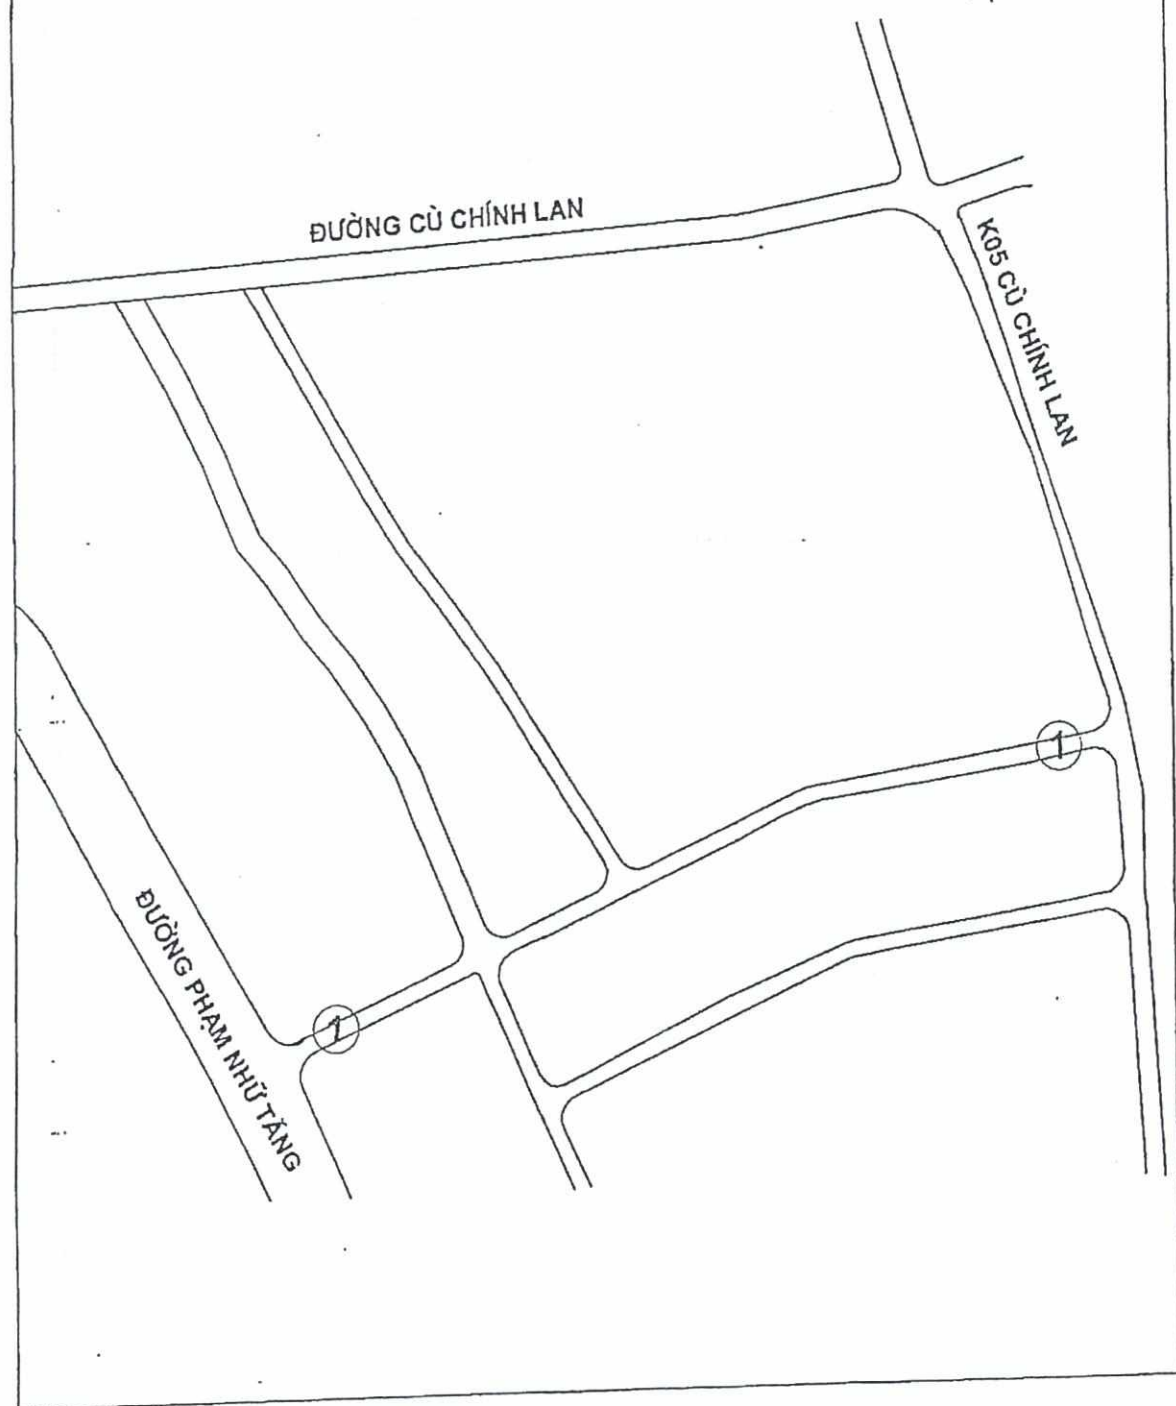 ĐƯỜNG CÙ CHÍNH LAN
K05 CÙ CHÍNH LAN
1
1
ĐƯỜNG PHẠM NHỮ TĂNG